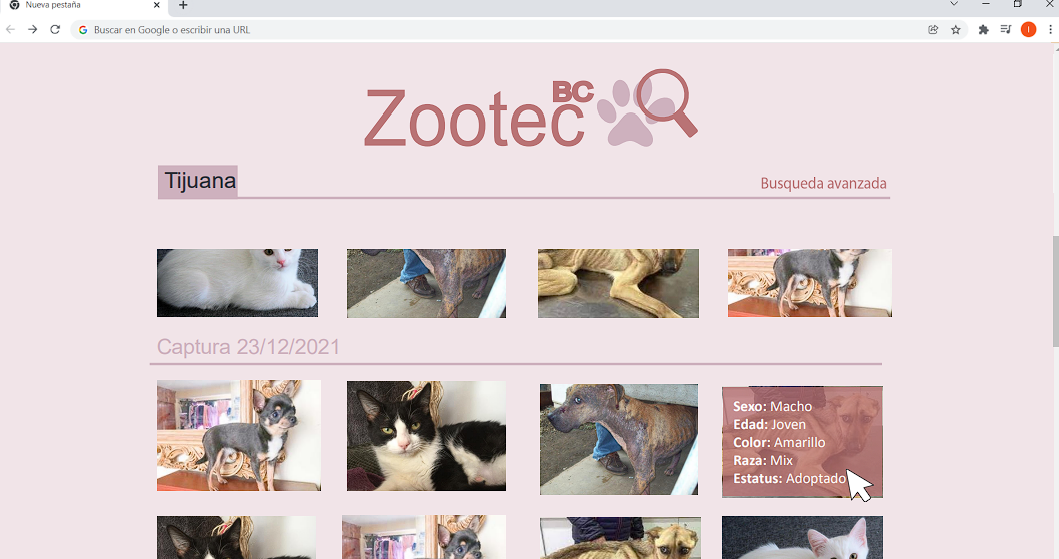 Nueva pestaña
Buscar en Google o escribir una URL
I
Zootec BC
Tijuana
Busqueda avanzada
Captura 23/12/2021
Sexo: Macho
Edad: Joven
Color: Amarillo
Raza: Mix
Estatus: Adoptado